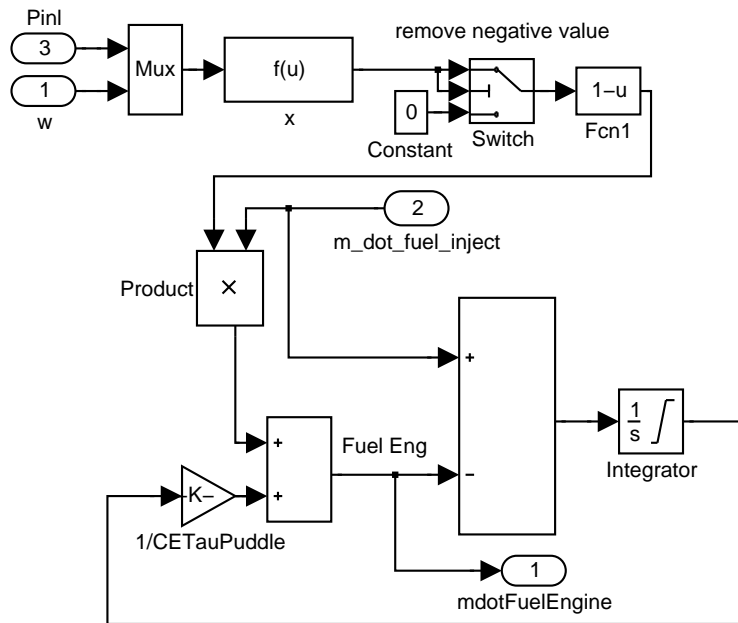 Pinl
3
1
w
Mux
f(u)
x
remove negative value
0
Constant
Switch
1−u
Fcn1
2
m_dot_fuel_inject
Product
×
+
−
1
s
Integrator
Fuel Eng
+
+
-K−
1/CETauPuddle
1
mdotFuelEngine